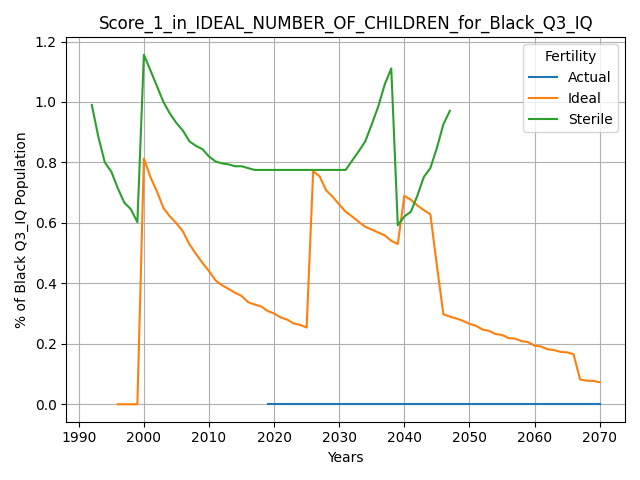 Score_1_in_IDEAL_NUMBER_OF_CHILDREN_for_Black_Q3_IQ
Fertility
Actual
Ideal
Sterile
% of Black Q3_IQ Population
1.2
1.0
0.8
0.6
0.4
0.2
0.0
1990 2000 2010 2020 2030 2040 2050 2060 2070
Years